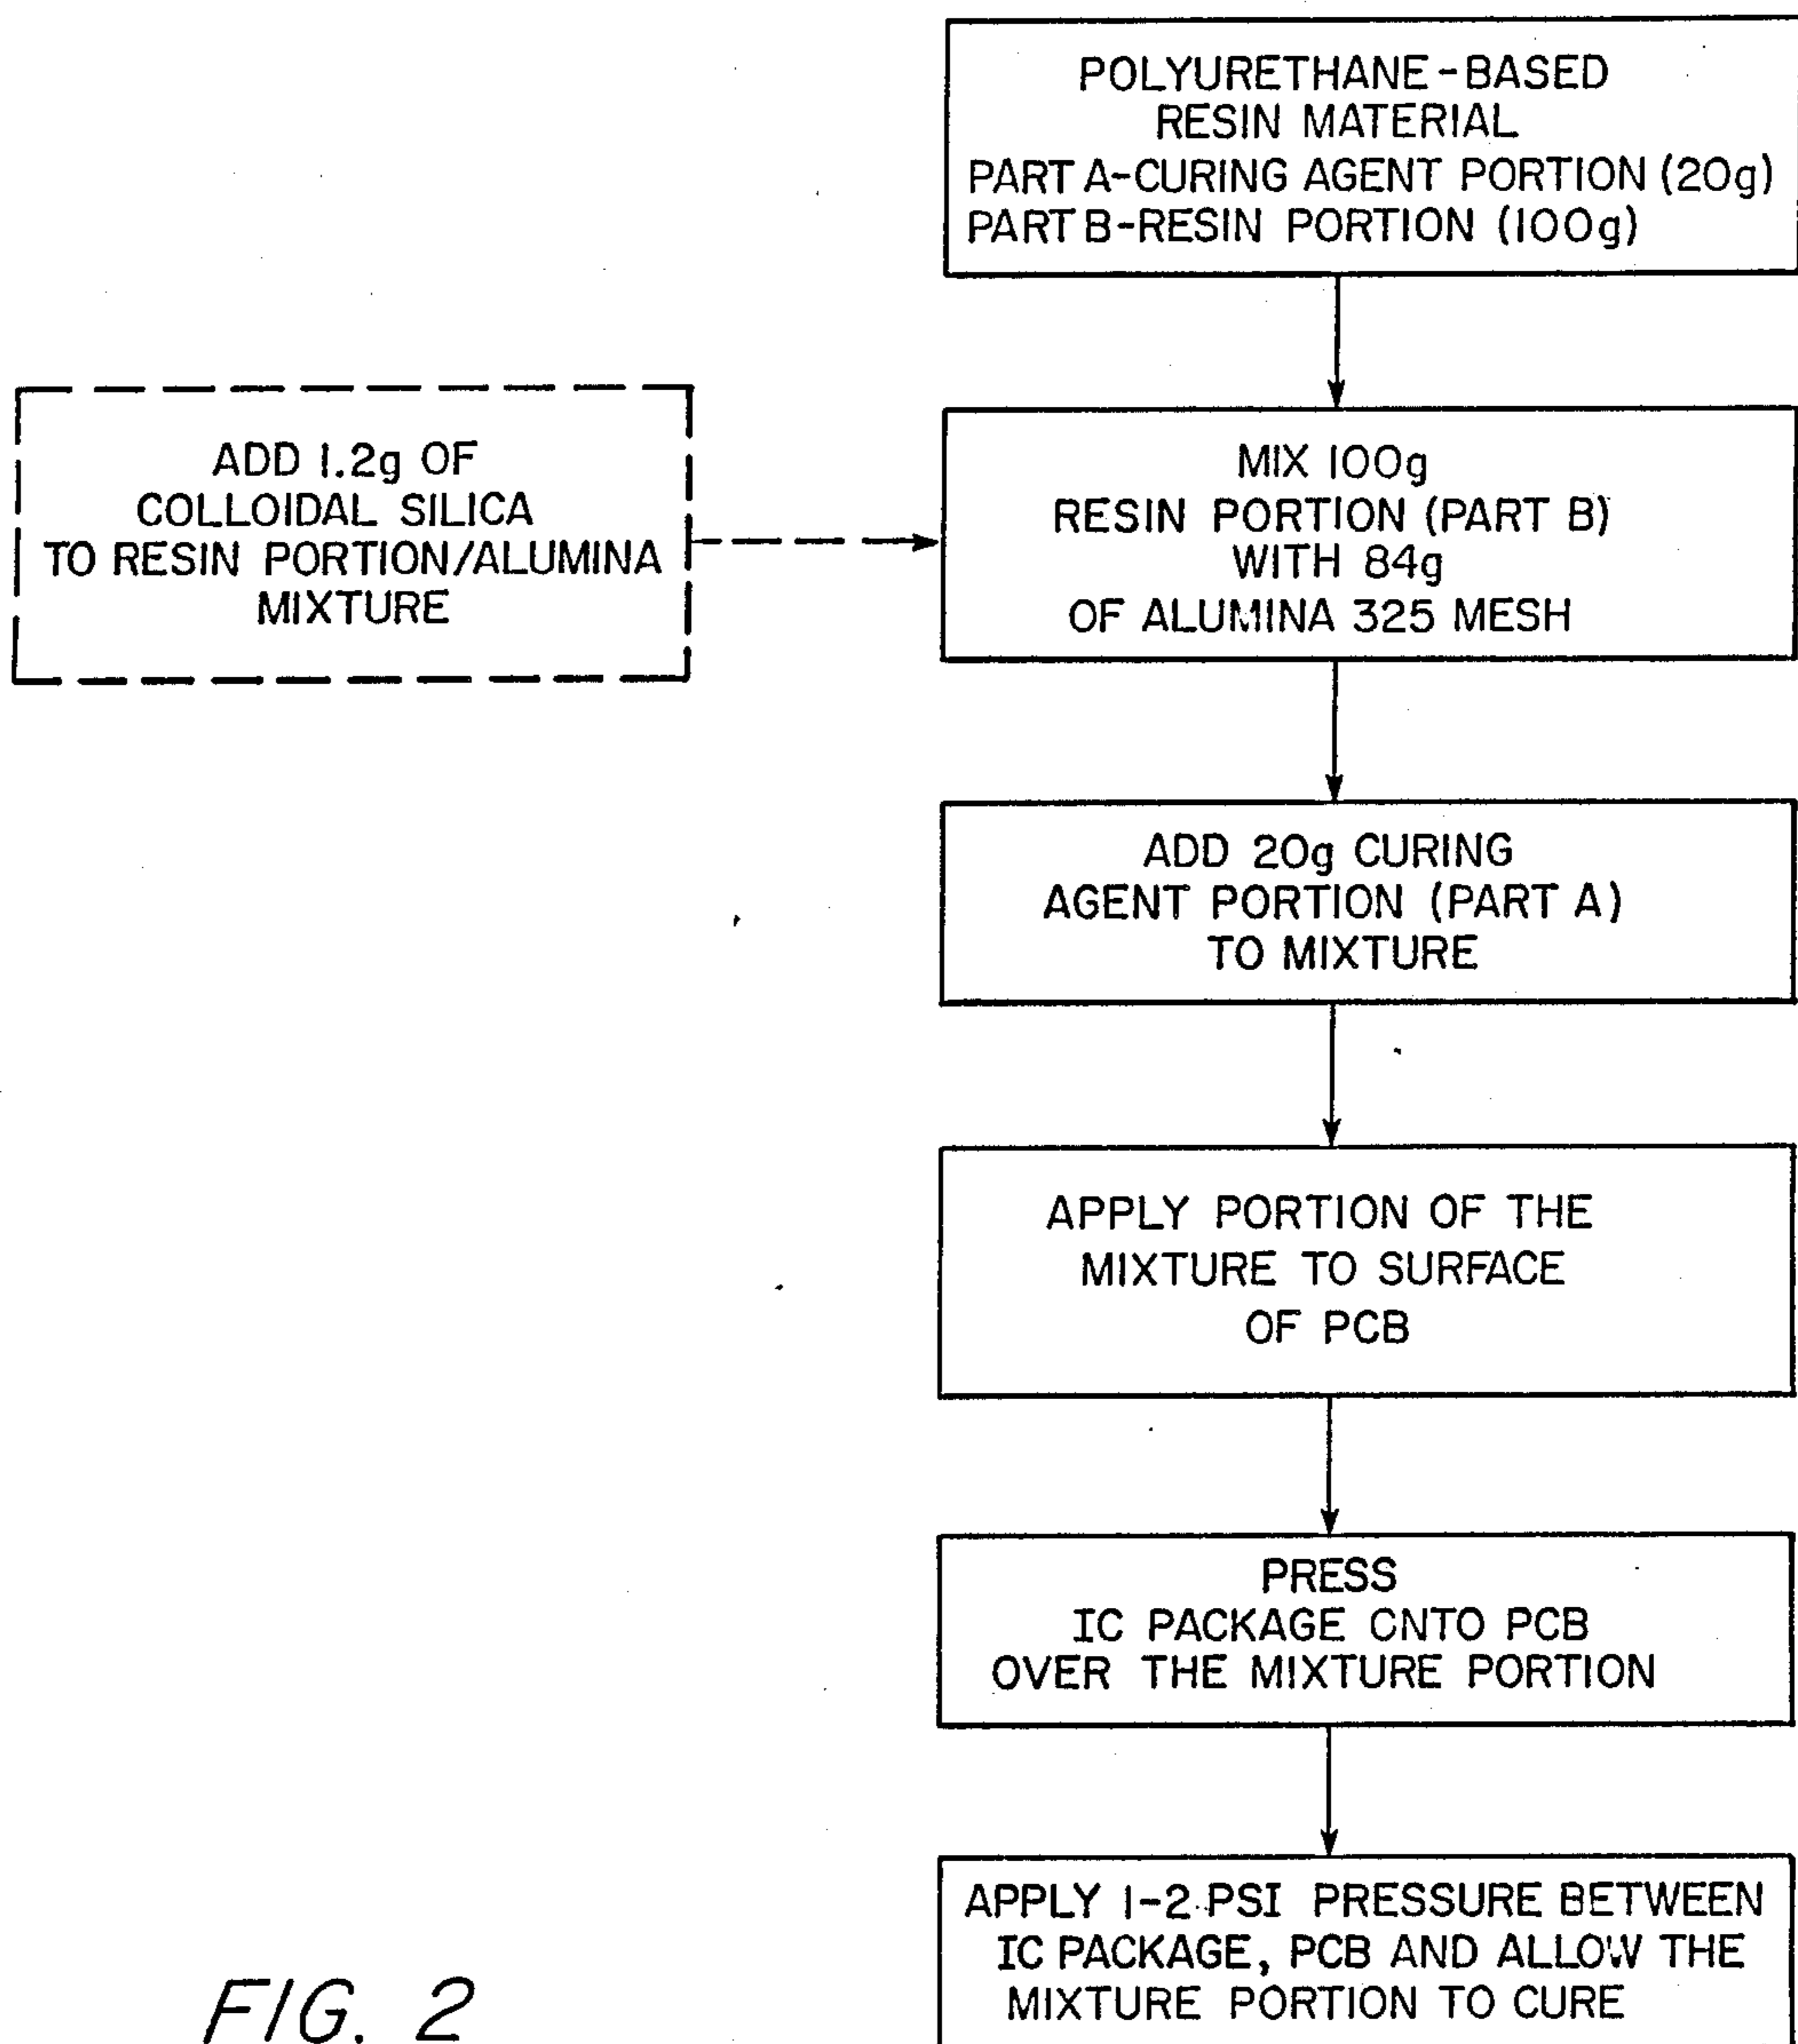 POLYURETHANE-BASED
RESIN MATERIAL
PART A-CURING AGENT PORTION (20g)
PART B-RESIN PORTION (100g)
ADD 1.2g OF
COLLOIDAL SILICA
TO RESIN PORTION/ALUMINA
MIXTURE
MIX 100g
RESIN PORTION (PART B)
WITH 84g
OF ALUMINA 325 MESH
ADD 20g CURING
AGENT PORTION (PART A)
TO MIXTURE
APPLY PORTION OF THE
MIXTURE TO SURFACE
OF PCB
PRESS
IC PACKAGE ONTO PCB
OVER THE MIXTURE PORTION
APPLY 1-2 PSI PRESSURE BETWEEN
IC PACKAGE, PCB AND ALLOW THE
MIXTURE PORTION TO CURE
FIG. 2